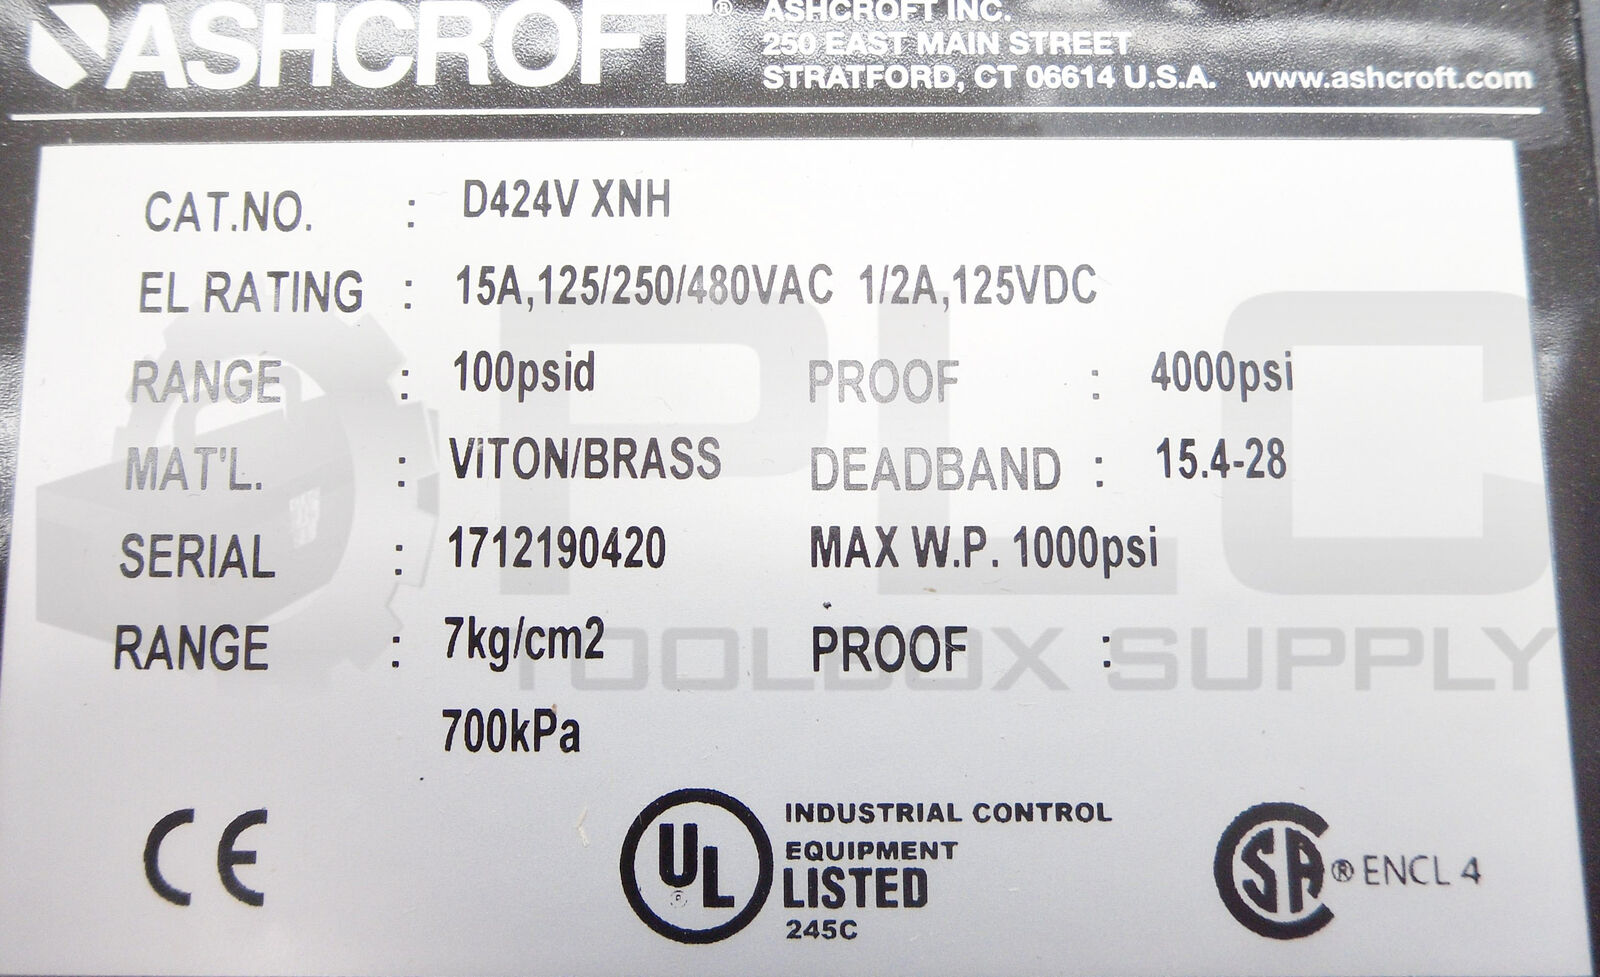 ASHCROFT® ASHCROFT INC.
250 EAST MAIN STREET
STRATFORD, CT 06614 U.S.A. www.ashcroft.com
CAT.NO. : D424V XNH
EL RATING : 15A,125/250/480VAC 1/2A,125VDC
RANGE : 100psid PROOF : 4000psi
MAT'L. : VITON/BRASS DEADBAND : 15.4-28
SERIAL : 1712190420 MAX W.P. 1000psi
RANGE : 7kg/cm2 PROOF :
700kPa
PLC
TOOLBOX SUPPLY
CE
UL INDUSTRIAL CONTROL
EQUIPMENT
LISTED
245C
SA ® ENCL 4